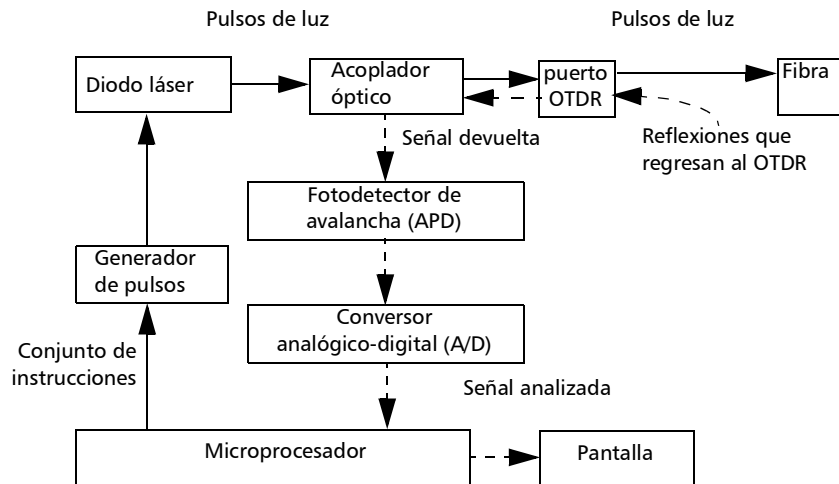 Pulsos de luz
Pulsos de luz
Diodo láser
Acoplador
óptico
puerto
OTDR
Fibra
Señal devuelta
Reflexiones que
regresan al OTDR
Fotodetector de
avalancha (APD)
Generador
de pulsos
Conversor
analógico-digital (A/D)
Conjunto de
instrucciones
Señal analizada
Microprocesador
Pantalla